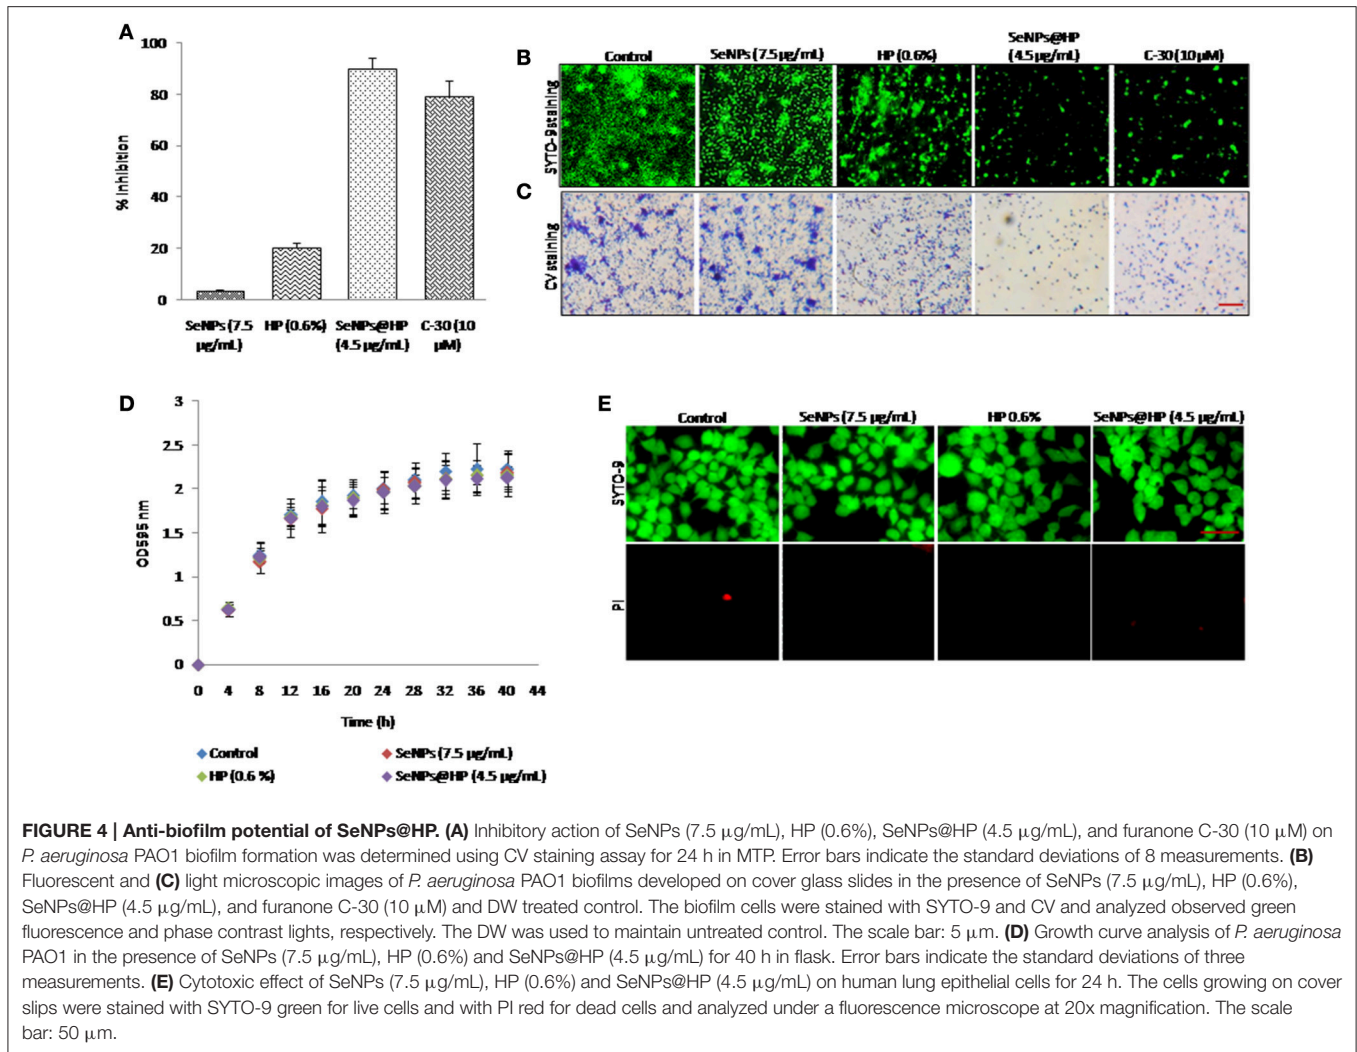 A
100
80
60
40
20
0
% Inhibition
SeNPs (7.5 µg/mL)
HP (0.6%)
SeNPs@HP (4.5 µg/mL)
C-30 (10 µM)
B
Control
SeNPs (7.5 µg/mL)
HP (0.6%)
SeNPs@HP (4.5 µg/mL)
C-30 (10 µM)
SYTO-9 staining
C
CV staining
D
3
2.5
2
1.5
1
0.5
0
OD595 nm
0 4 8 12 16 20 24 28 32 36 40 44
Time (h)
Control
SeNPs (7.5 µg/mL)
HP (0.6 %)
SeNPs@HP (4.5 µg/mL)
E
Control
SeNPs (7.5 µg/mL)
HP 0.6%
SeNPs@HP (4.5 µg/mL)
SYTO-9
PI
FIGURE 4 | Anti-biofilm potential of SeNPs@HP. (A) Inhibitory action of SeNPs (7.5 µg/mL), HP (0.6%), SeNPs@HP (4.5 µg/mL), and furanone C-30 (10 µM) on
P. aeruginosa PAO1 biofilm formation was determined using CV staining assay for 24 h in MTP. Error bars indicate the standard deviations of 8 measurements. (B)
Fluorescent and (C) light microscopic images of P. aeruginosa PAO1 biofilms developed on cover glass slides in the presence of SeNPs (7.5 µg/mL), HP (0.6%),
SeNPs@HP (4.5 µg/mL), and furanone C-30 (10 µM) and DW treated control. The biofilm cells were stained with SYTO-9 and CV and analyzed observed green
fluorescence and phase contrast lights, respectively. The DW was used to maintain untreated control. The scale bar: 5 µm. (D) Growth curve analysis of P. aeruginosa
PAO1 in the presence of SeNPs (7.5 µg/mL), HP (0.6%) and SeNPs@HP (4.5 µg/mL) for 40 h in flask. Error bars indicate the standard deviations of three
measurements. (E) Cytotoxic effect of SeNPs (7.5 µg/mL), HP (0.6%) and SeNPs@HP (4.5 µg/mL) on human lung epithelial cells for 24 h. The cells growing on cover
slips were stained with SYTO-9 green for live cells and with PI red for dead cells and analyzed under a fluorescence microscope at 20x magnification. The scale
bar: 50 µm.